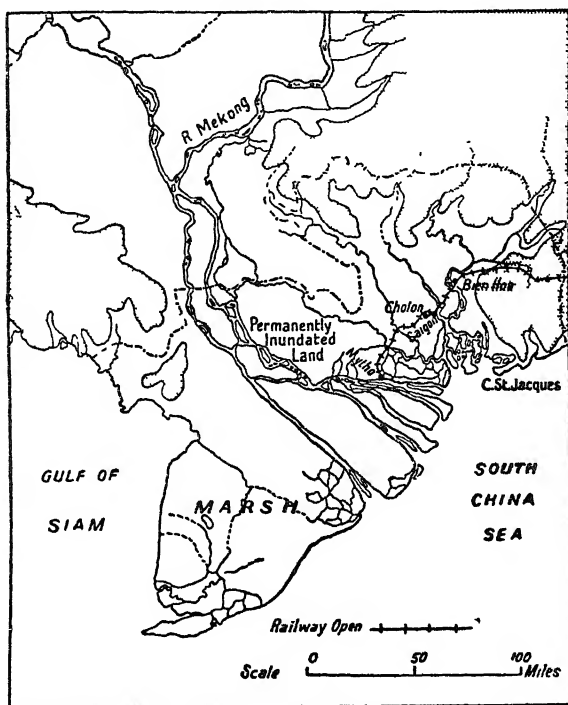 R Mekong
Bien Hoa
Cholon
Saigon
Permanently
Inundated
Land
Mytho
C.St.Jacques
GULF OF
SIAM
MARSH
SOUTH
CHINA
SEA
Railway Open
Scale 0 50 100 Miles